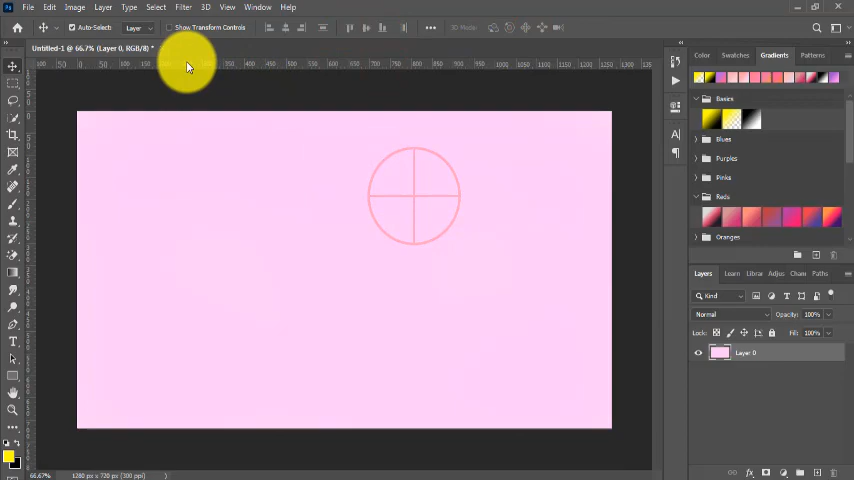 Ps File Edit Image Layer Type Select Filter 3D View Window Help
Auto-Select: Layer Show Transform Controls 3D Mode:
Untitled-1 @ 66.7% (Layer 0, RGB/8) *
Color Swatches Gradients Patterns
Basics
Blues
Purples
Pinks
Reds
Oranges
Layers Learn Librar Adjus Chan Paths
Kind
Normal Opacity: 100%
Lock: Fill: 100%
Layer 0
66.67% 1280 px x 720 px (300 ppi)